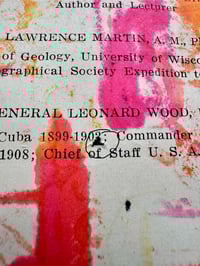 Author and Lecturer
LAWRENCE MARTIN, A. M., P
of Geology, University of Wisco
ographical Society Expedition t
ENERAL LEONARD WOOD,
Cuba 1899-1902; Commander
1908; Chief of Staff U. S. A